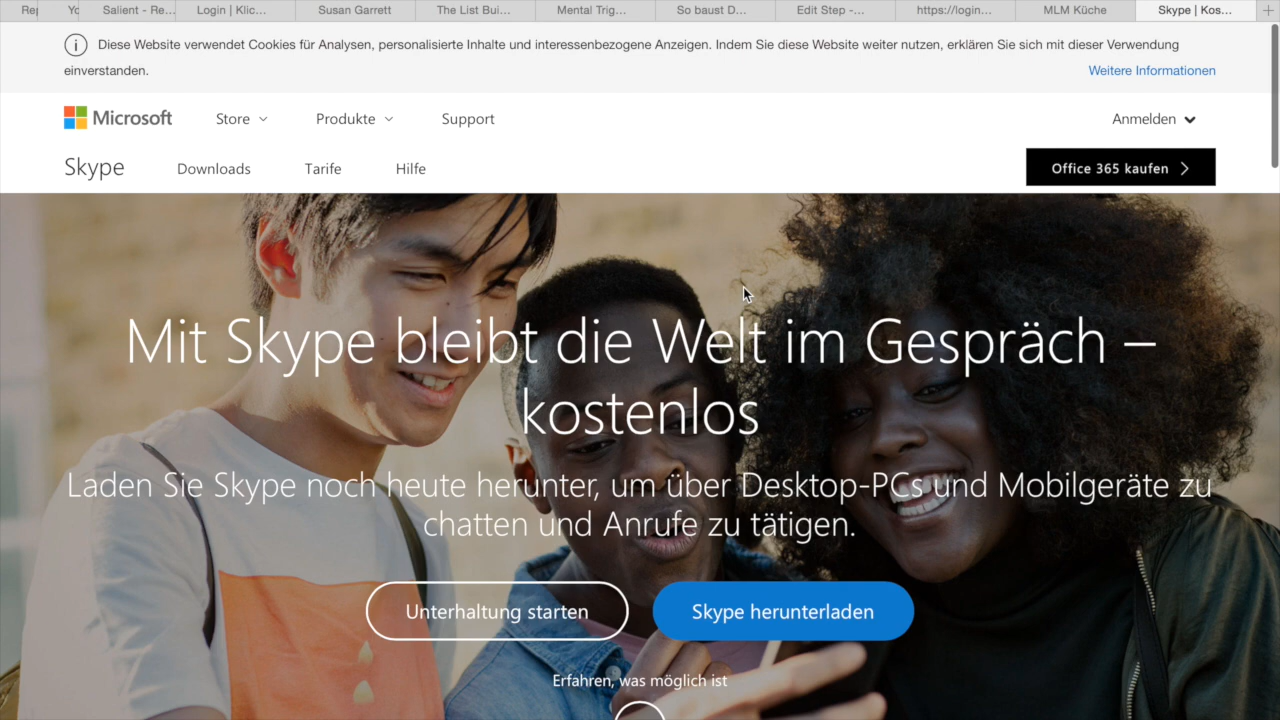 Rep
Yo
Salient - Re...
Login | Klic...
Susan Garrett
The List Bui...
Mental Trig...
So baust D...
Edit Step -...
https://login...
MLM Küche
Skype | Kos...
Diese Website verwendet Cookies für Analysen, personalisierte Inhalte und interessenbezogene Anzeigen. Indem Sie diese Website weiter nutzen, erklären Sie sich mit dieser Verwendung
einverstanden.
Weitere Informationen
Microsoft
Store
Produkte
Support
Anmelden
Skype
Downloads
Tarife
Hilfe
Office 365 kaufen
Mit Skype bleibt die Welt im Gespräch –
kostenlos
Laden Sie Skype noch heute herunter, um über Desktop-PCs und Mobilgeräte zu
chatten und Anrufe zu tätigen.
Unterhaltung starten
Skype herunterladen
Erfahren, was möglich ist